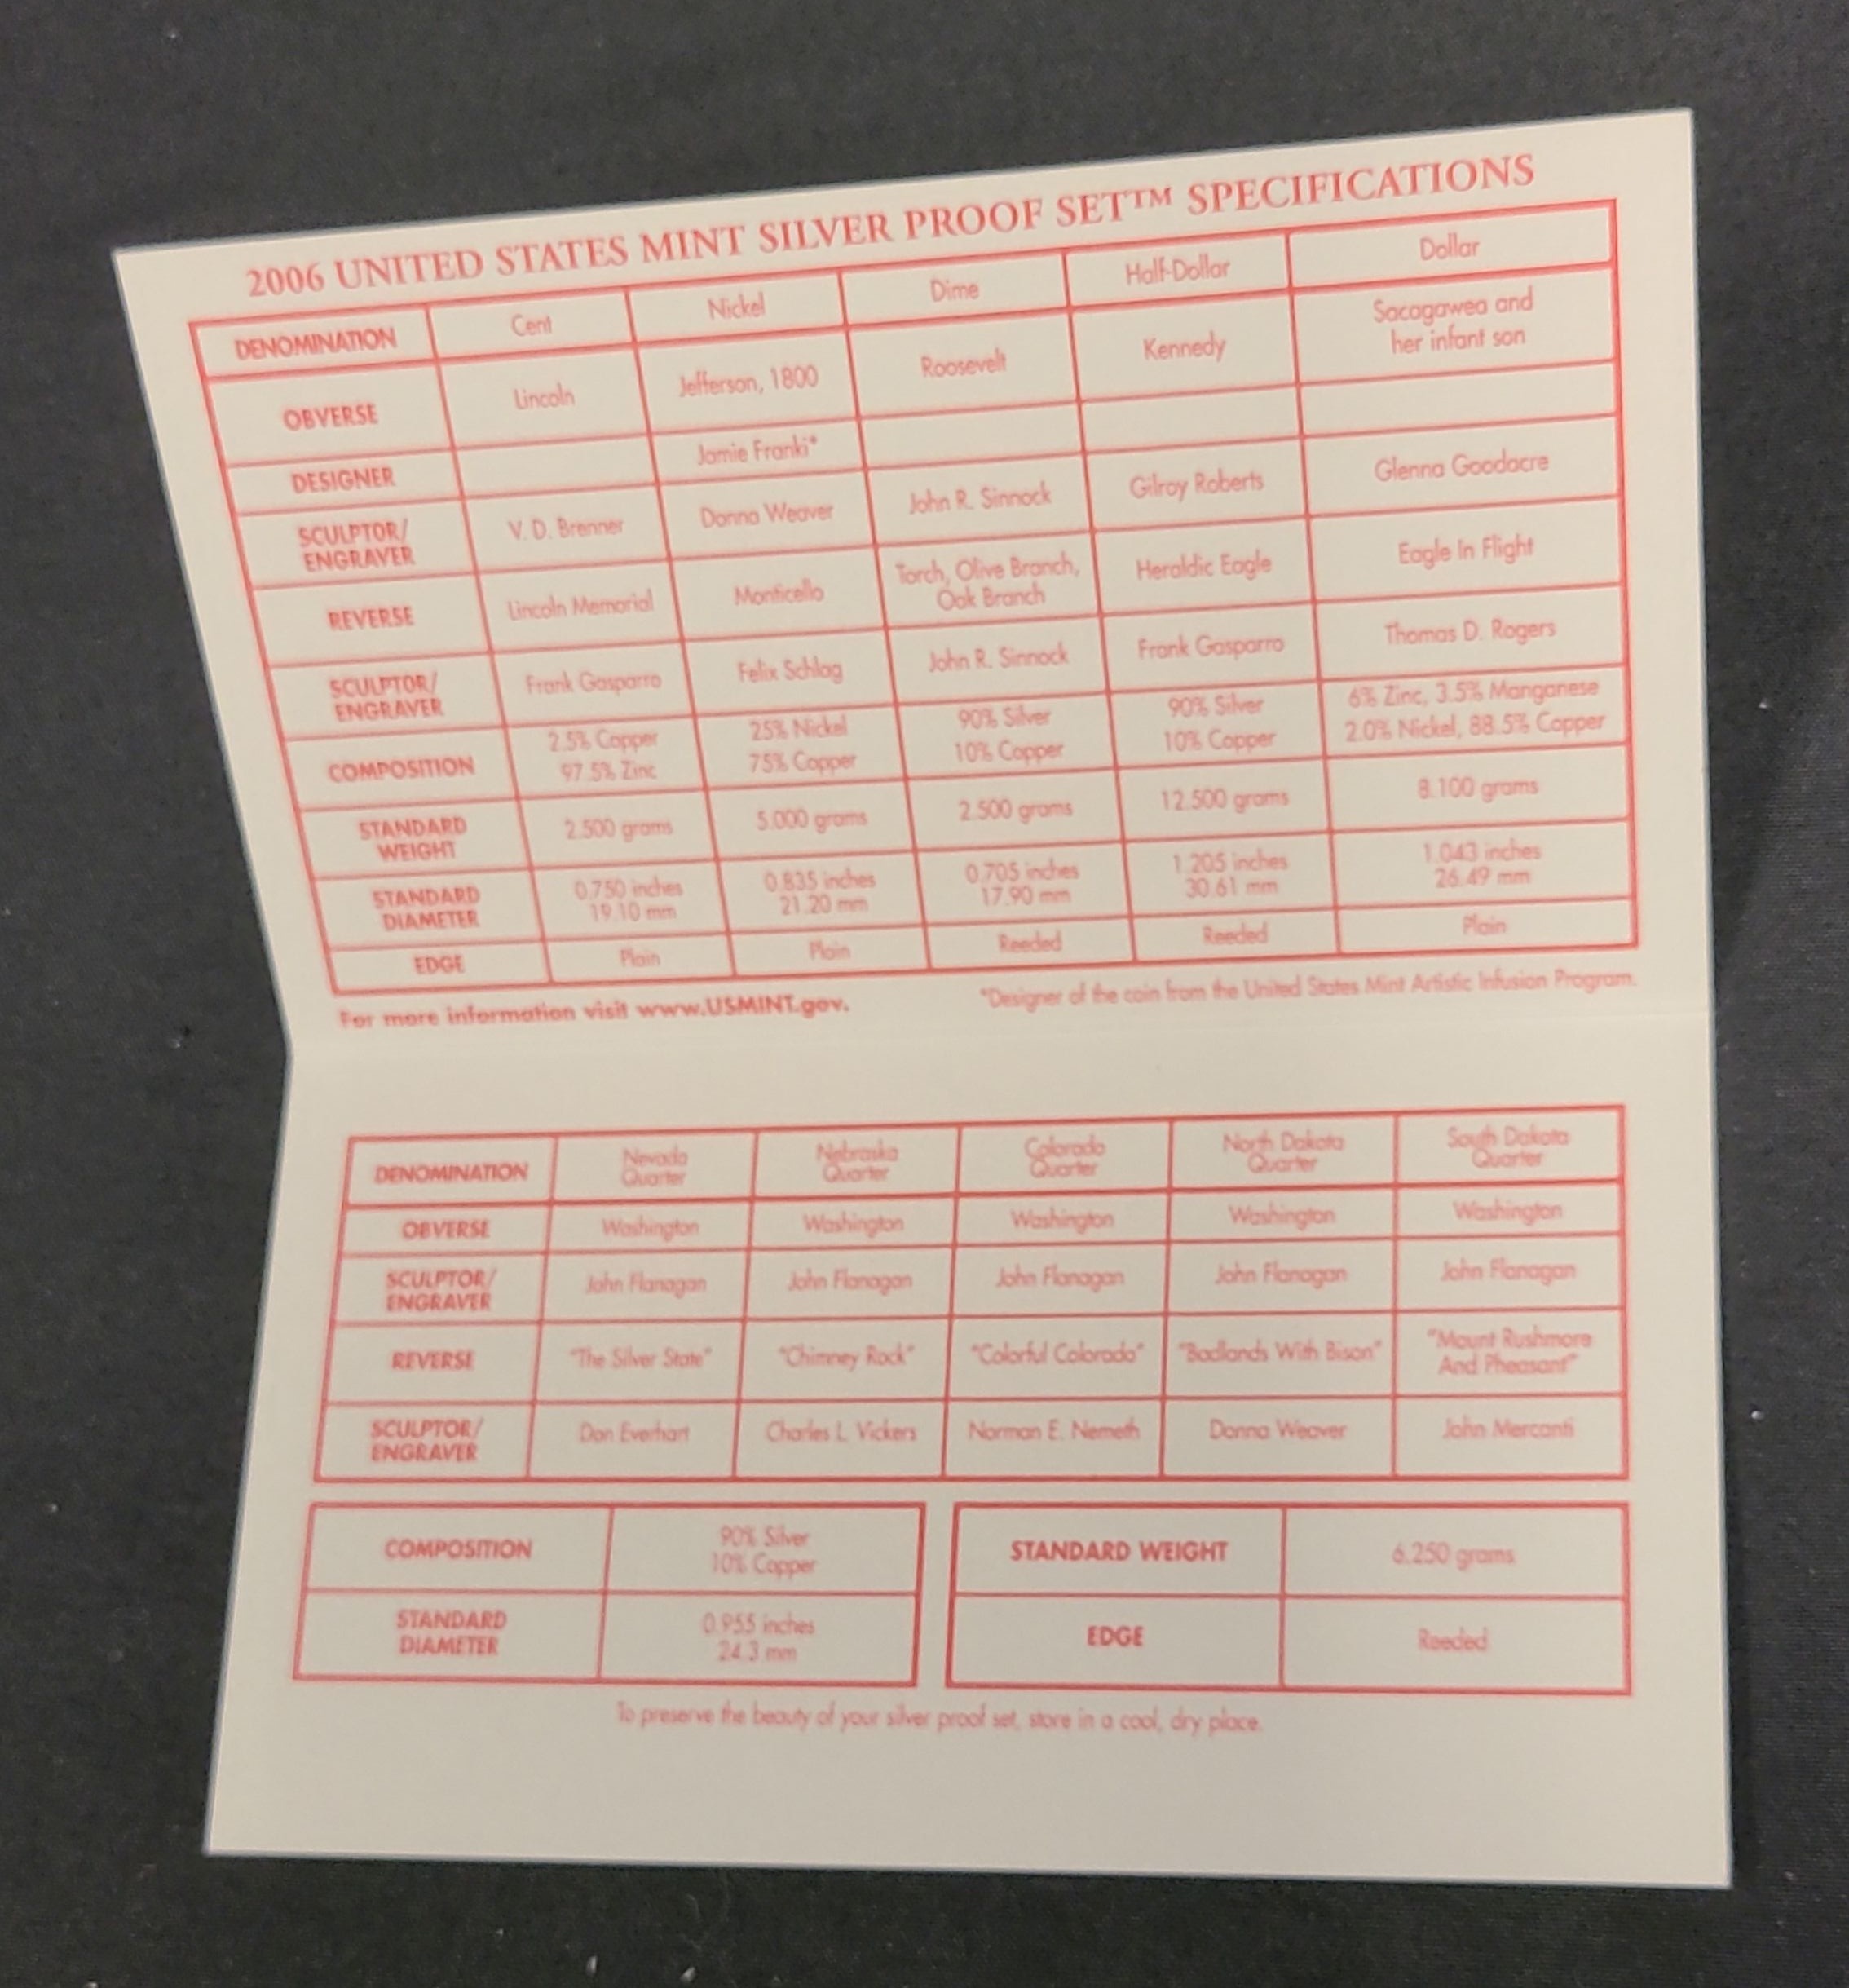 2006 UNITED STATES MINT SILVER PROOF SET™ SPECIFICATIONS
DENOMINATION Cent Nickel Dime Half-Dollar Dollar
OBVERSE Lincoln Jefferson, 1800 Roosevelt Kennedy Sacagawea and
her infant son
DESIGNER Jamie Franki*
SCULPTOR/
ENGRAVER V. D. Brenner Donna Weaver John R. Sinnock Gilroy Roberts Glenna Goodacre
REVERSE Lincoln Memorial Monticello Torch, Olive Branch,
Oak Branch Heraldic Eagle Eagle In Flight
SCULPTOR/
ENGRAVER Frank Gasparro Felix Schlag John R. Sinnock Frank Gasparro Thomas D. Rogers
COMPOSITION 2.5% Copper 25% Nickel 90% Silver 90% Silver 6% Zinc, 3.5% Manganese
97.5% Zinc 75% Copper 10% Copper 10% Copper 2.0% Nickel, 88.5% Copper
STANDARD
WEIGHT 2.500 grams 5.000 grams 2.500 grams 12.500 grams 8.100 grams
STANDARD 0.750 inches 0.835 inches 0.705 inches 1.205 inches 1.043 inches
DIAMETER 19.10 mm 21.20 mm 17.90 mm 30.61 mm 26.49 mm
EDGE Plain Plain Reeded Reeded Plain
For more information visit www.USMINT.gov. *Designer of the coin from the United States Mint Artistic Infusion Program.
DENOMINATION Nevada Nebraska Colorado North Dakota South Dakota
Quarter Quarter Quarter Quarter Quarter
OBVERSE Washington Washington Washington Washington Washington
SCULPTOR/
ENGRAVER John Flanagan John Flanagan John Flanagan John Flanagan John Flanagan
REVERSE "The Silver State" "Chimney Rock" "Colorful Colorado" "Badlands With Bison" "Mount Rushmore
And Pheasant"
SCULPTOR/
ENGRAVER Don Everhart Charles L. Vickers Norman E. Nemeth Donna Weaver John Mercanti
COMPOSITION 90% Silver
10% Copper
STANDARD WEIGHT 6.250 grams
STANDARD 0.955 inches
DIAMETER 24.3 mm
EDGE Reeded
To preserve the beauty of your silver proof set, store in a cool, dry place.